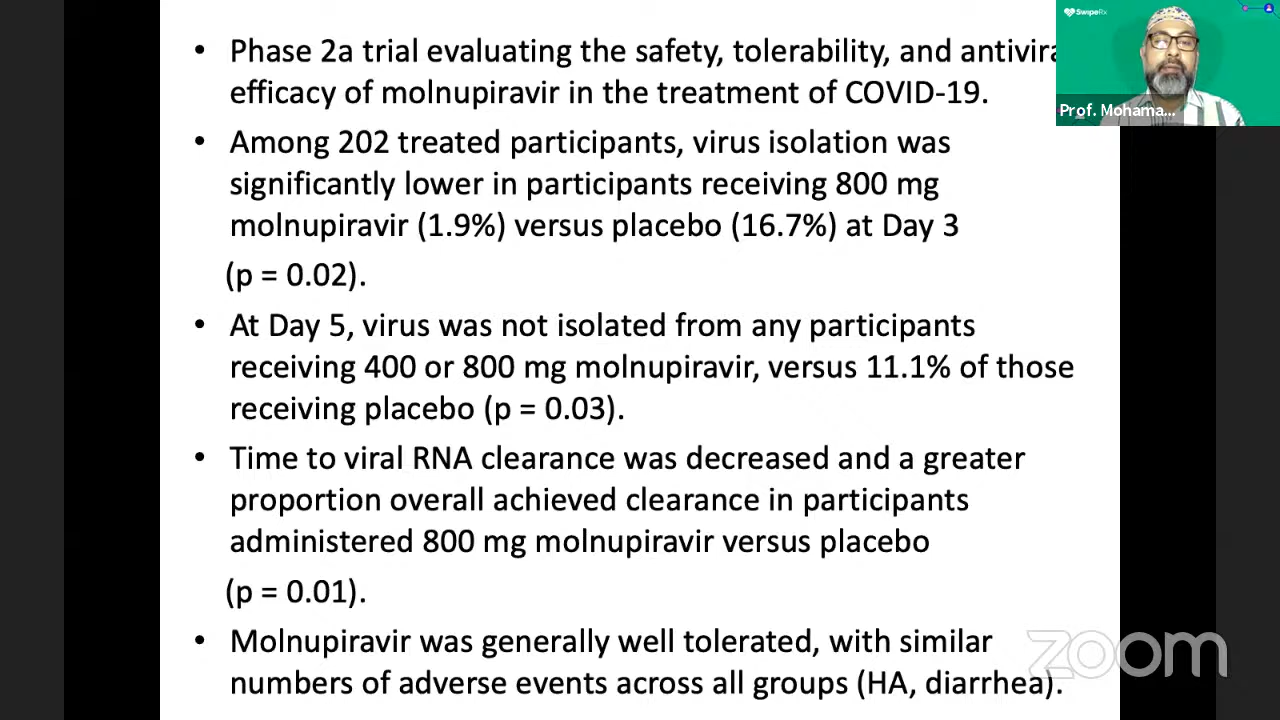 • Phase 2a trial evaluating the safety, tolerability, and antivira
efficacy of molnupiravir in the treatment of COVID-19.
• Among 202 treated participants, virus isolation was
significantly lower in participants receiving 800 mg
molnupiravir (1.9%) versus placebo (16.7%) at Day 3
(p = 0.02).
• At Day 5, virus was not isolated from any participants
receiving 400 or 800 mg molnupiravir, versus 11.1% of those
receiving placebo (p = 0.03).
• Time to viral RNA clearance was decreased and a greater
proportion overall achieved clearance in participants
administered 800 mg molnupiravir versus placebo
(p = 0.01).
• Molnupiravir was generally well tolerated, with similar
numbers of adverse events across all groups (HA, diarrhea).
SwipeRx
Prof. Mohama...
zoom